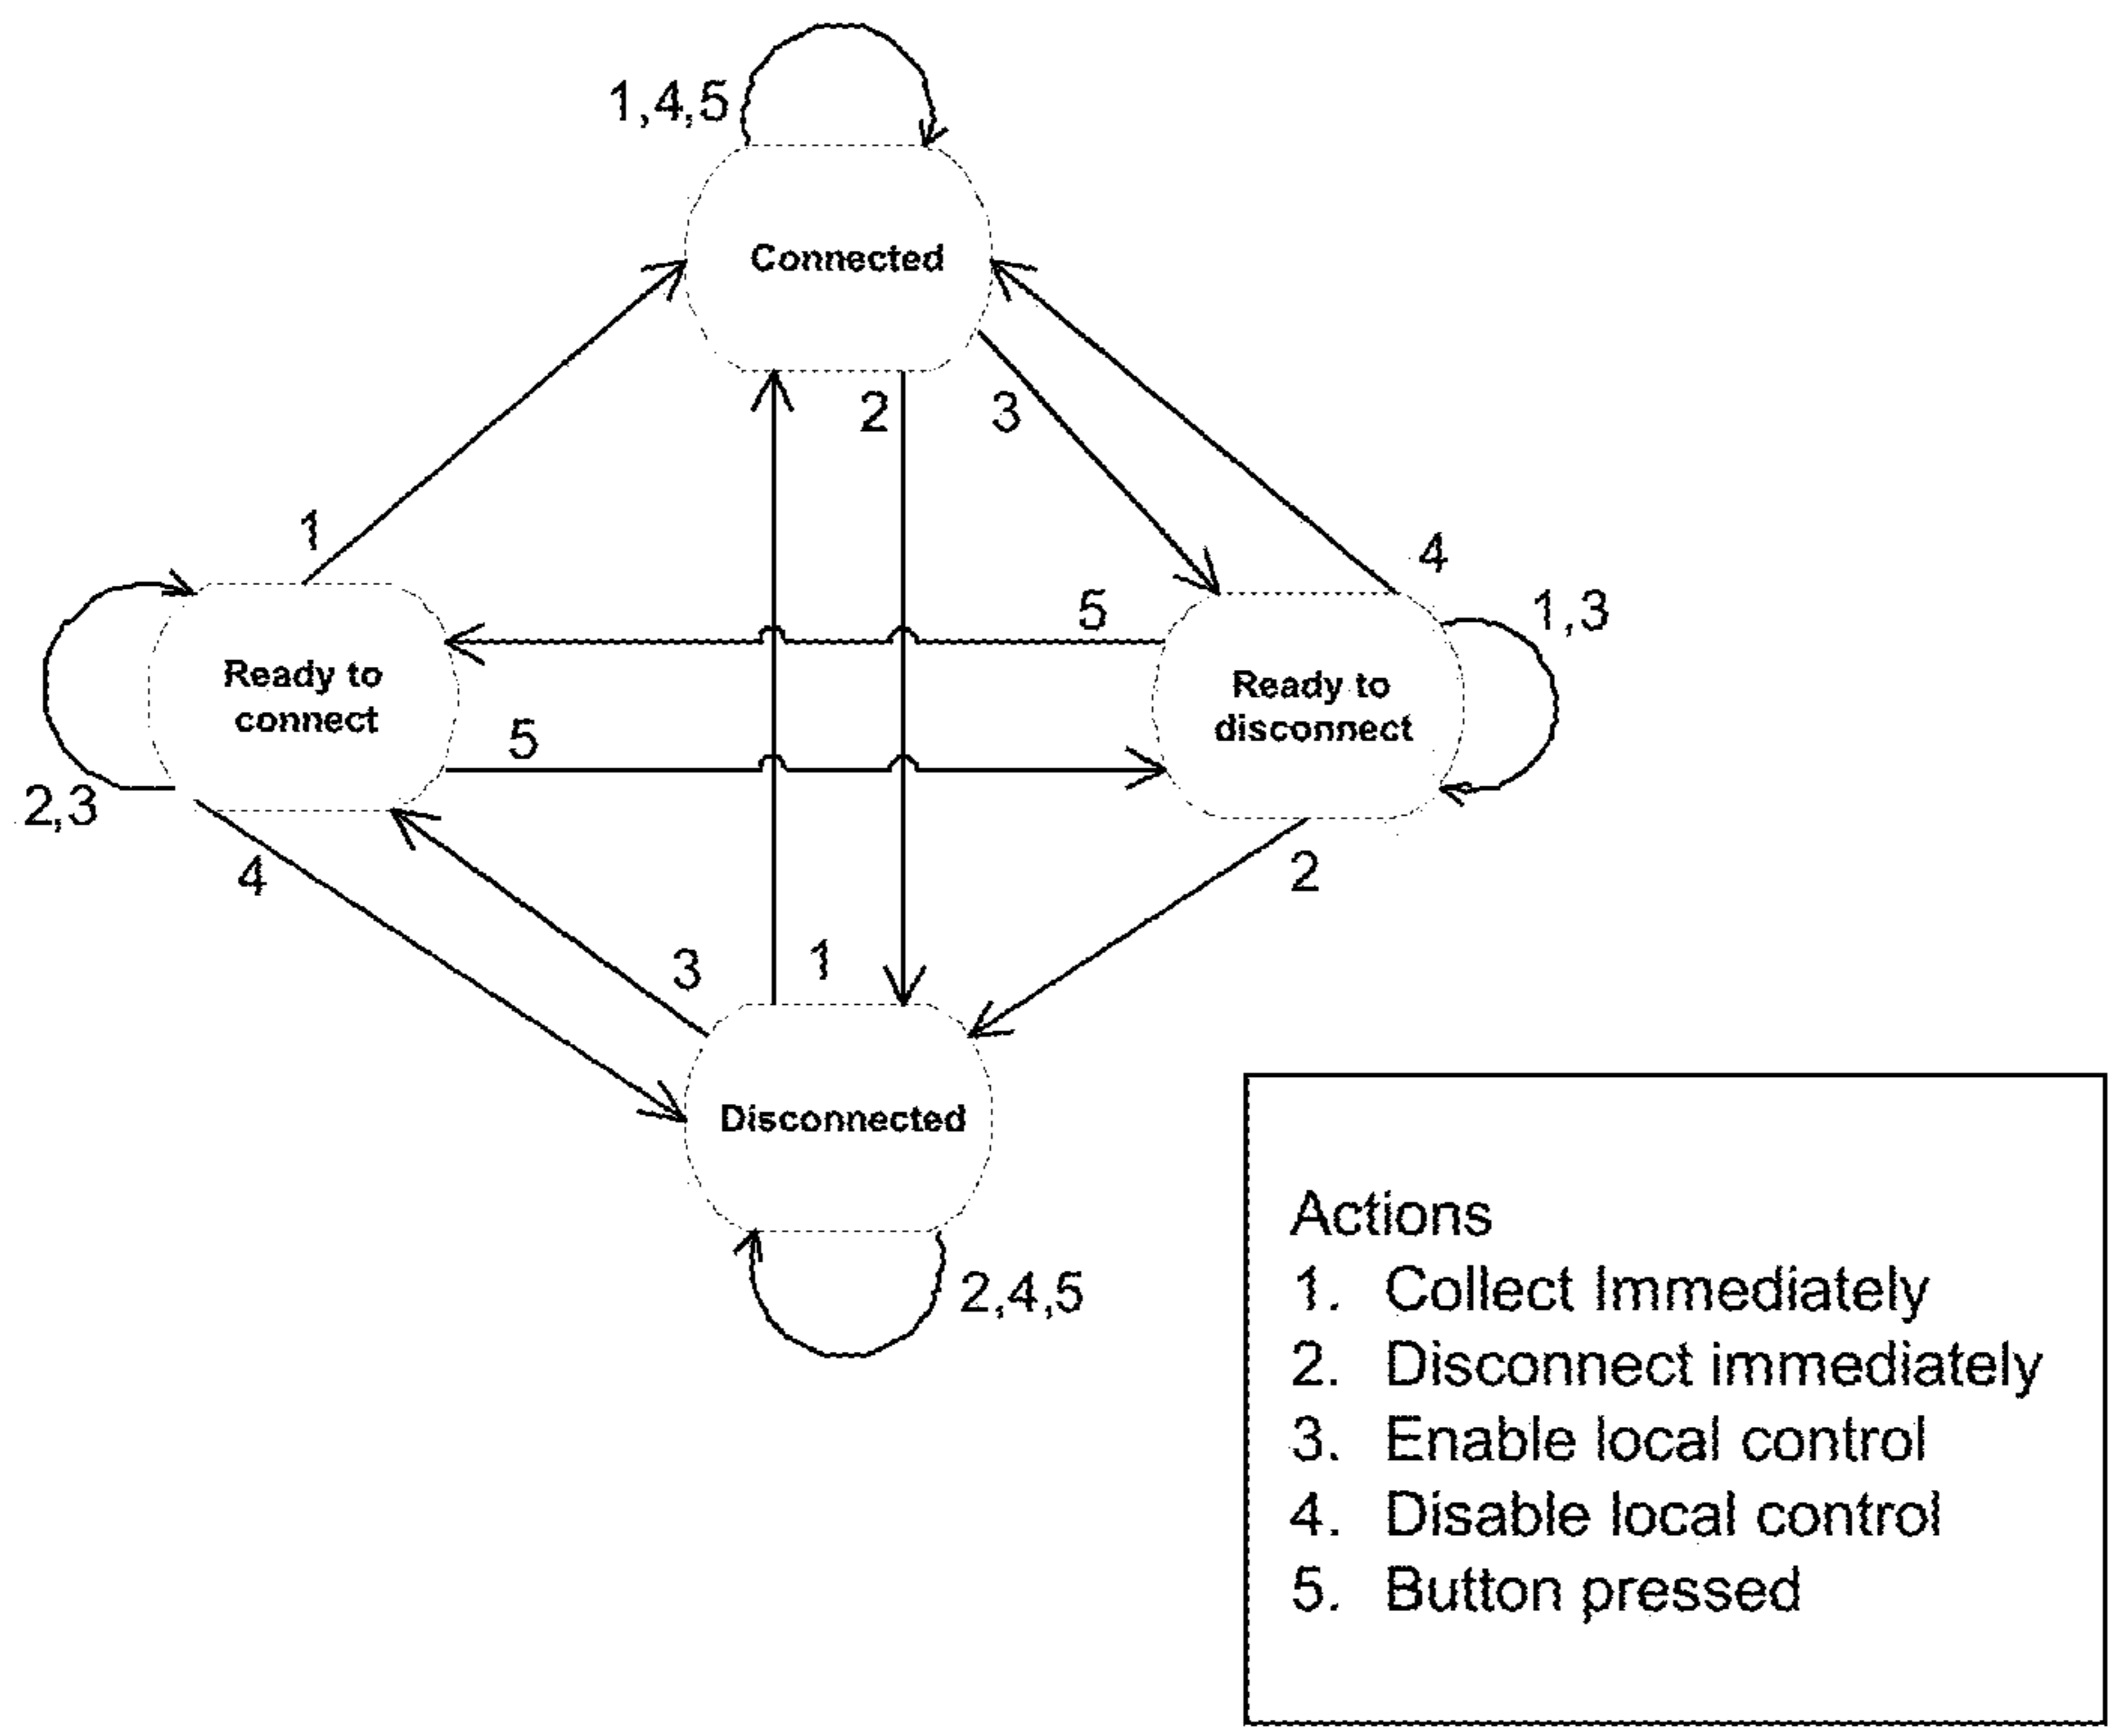 1,4,5
Connected
2
3
1
4
5
1,3
Ready to
connect
Ready to
disconnect
5
2,3
4
2
3
1
Disconnected
2,4,5
Actions
1. Collect Immediately
2. Disconnect immediately
3. Enable local control
4. Disable local control
5. Button pressed